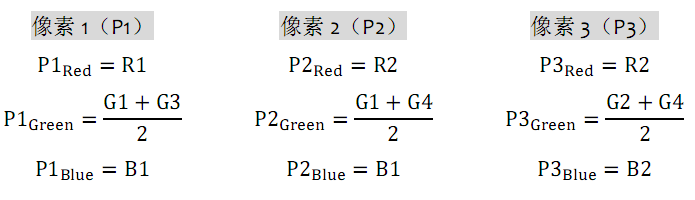 像素 1（P1） 像素 2（P2） 像素 3（P3）
P1Red = R1 P2Red = R2 P3Red = R2
P1Green = (G1 + G3)/2 P2Green = (G1 + G4)/2 P3Green = (G2 + G4)/2
P1Blue = B1 P2Blue = B1 P3Blue = B2